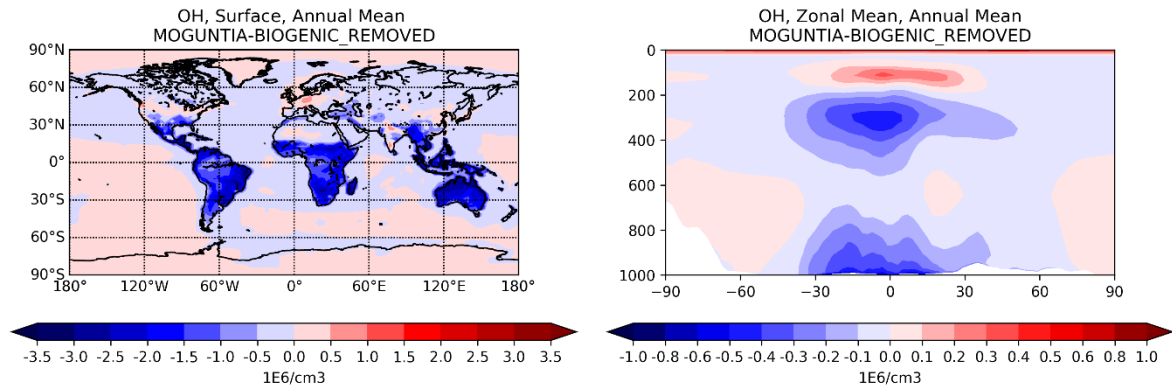 OH, Surface, Annual Mean
MOGUNTIA-BIOGENIC_REMOVED
90°N
60°N
30°N
0°
30°S
60°S
90°S
180°
120°W
60°W
0°
60°E
120°E
180°
-3.5 -3.0 -2.5 -2.0 -1.5 -1.0 -0.5 0.0 0.5 1.0 1.5 2.0 2.5 3.0 3.5
1E6/cm3
OH, Zonal Mean, Annual Mean
MOGUNTIA-BIOGENIC_REMOVED
0
200
400
600
800
1000
−90 −60 −30 0 30 60 90
-1.0 -0.8 -0.6 -0.4 -0.3 -0.2 -0.1 0.0 0.1 0.2 0.3 0.4 0.6 0.8 1.0
1E6/cm3